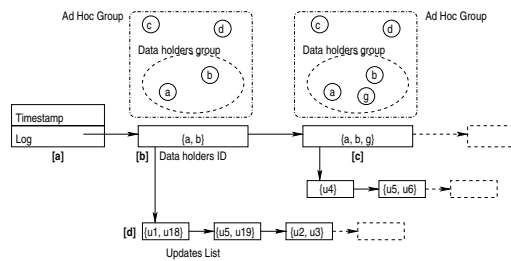 Ad Hoc Group
Ad Hoc Group
c
d
Data holders group
b
a
c
d
Data holders group
b
a
g
Timestamp
Log
{a, b}
{a, b, g}
[a]
[b]
Data holders ID
[c]
{u4}
{u5, u6}
[d]
{u1, u18}
{u5, u19}
{u2, u3}
Updates List